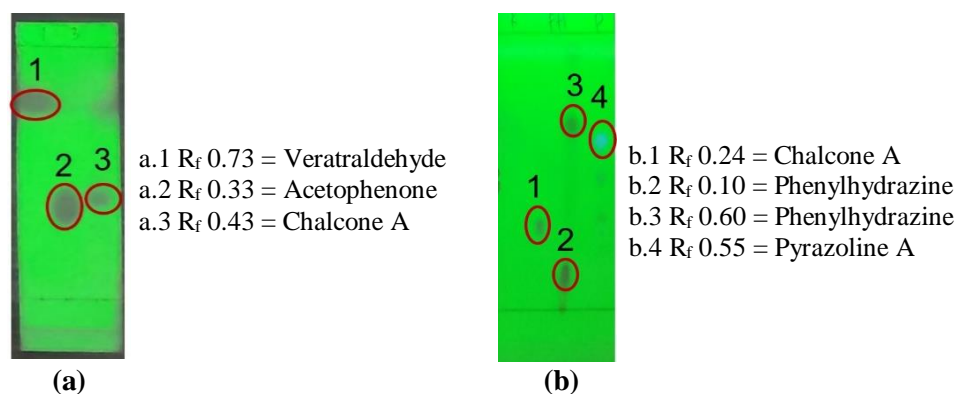 1
2
3
a.1 Rf 0.73 = Veratraldehyde
a.2 Rf 0.33 = Acetophenone
a.3 Rf 0.43 = Chalcone A
(a)
3
4
1
2
b.1 Rf 0.24 = Chalcone A
b.2 Rf 0.10 = Phenylhydrazine
b.3 Rf 0.60 = Phenylhydrazine
b.4 Rf 0.55 = Pyrazoline A
(b)